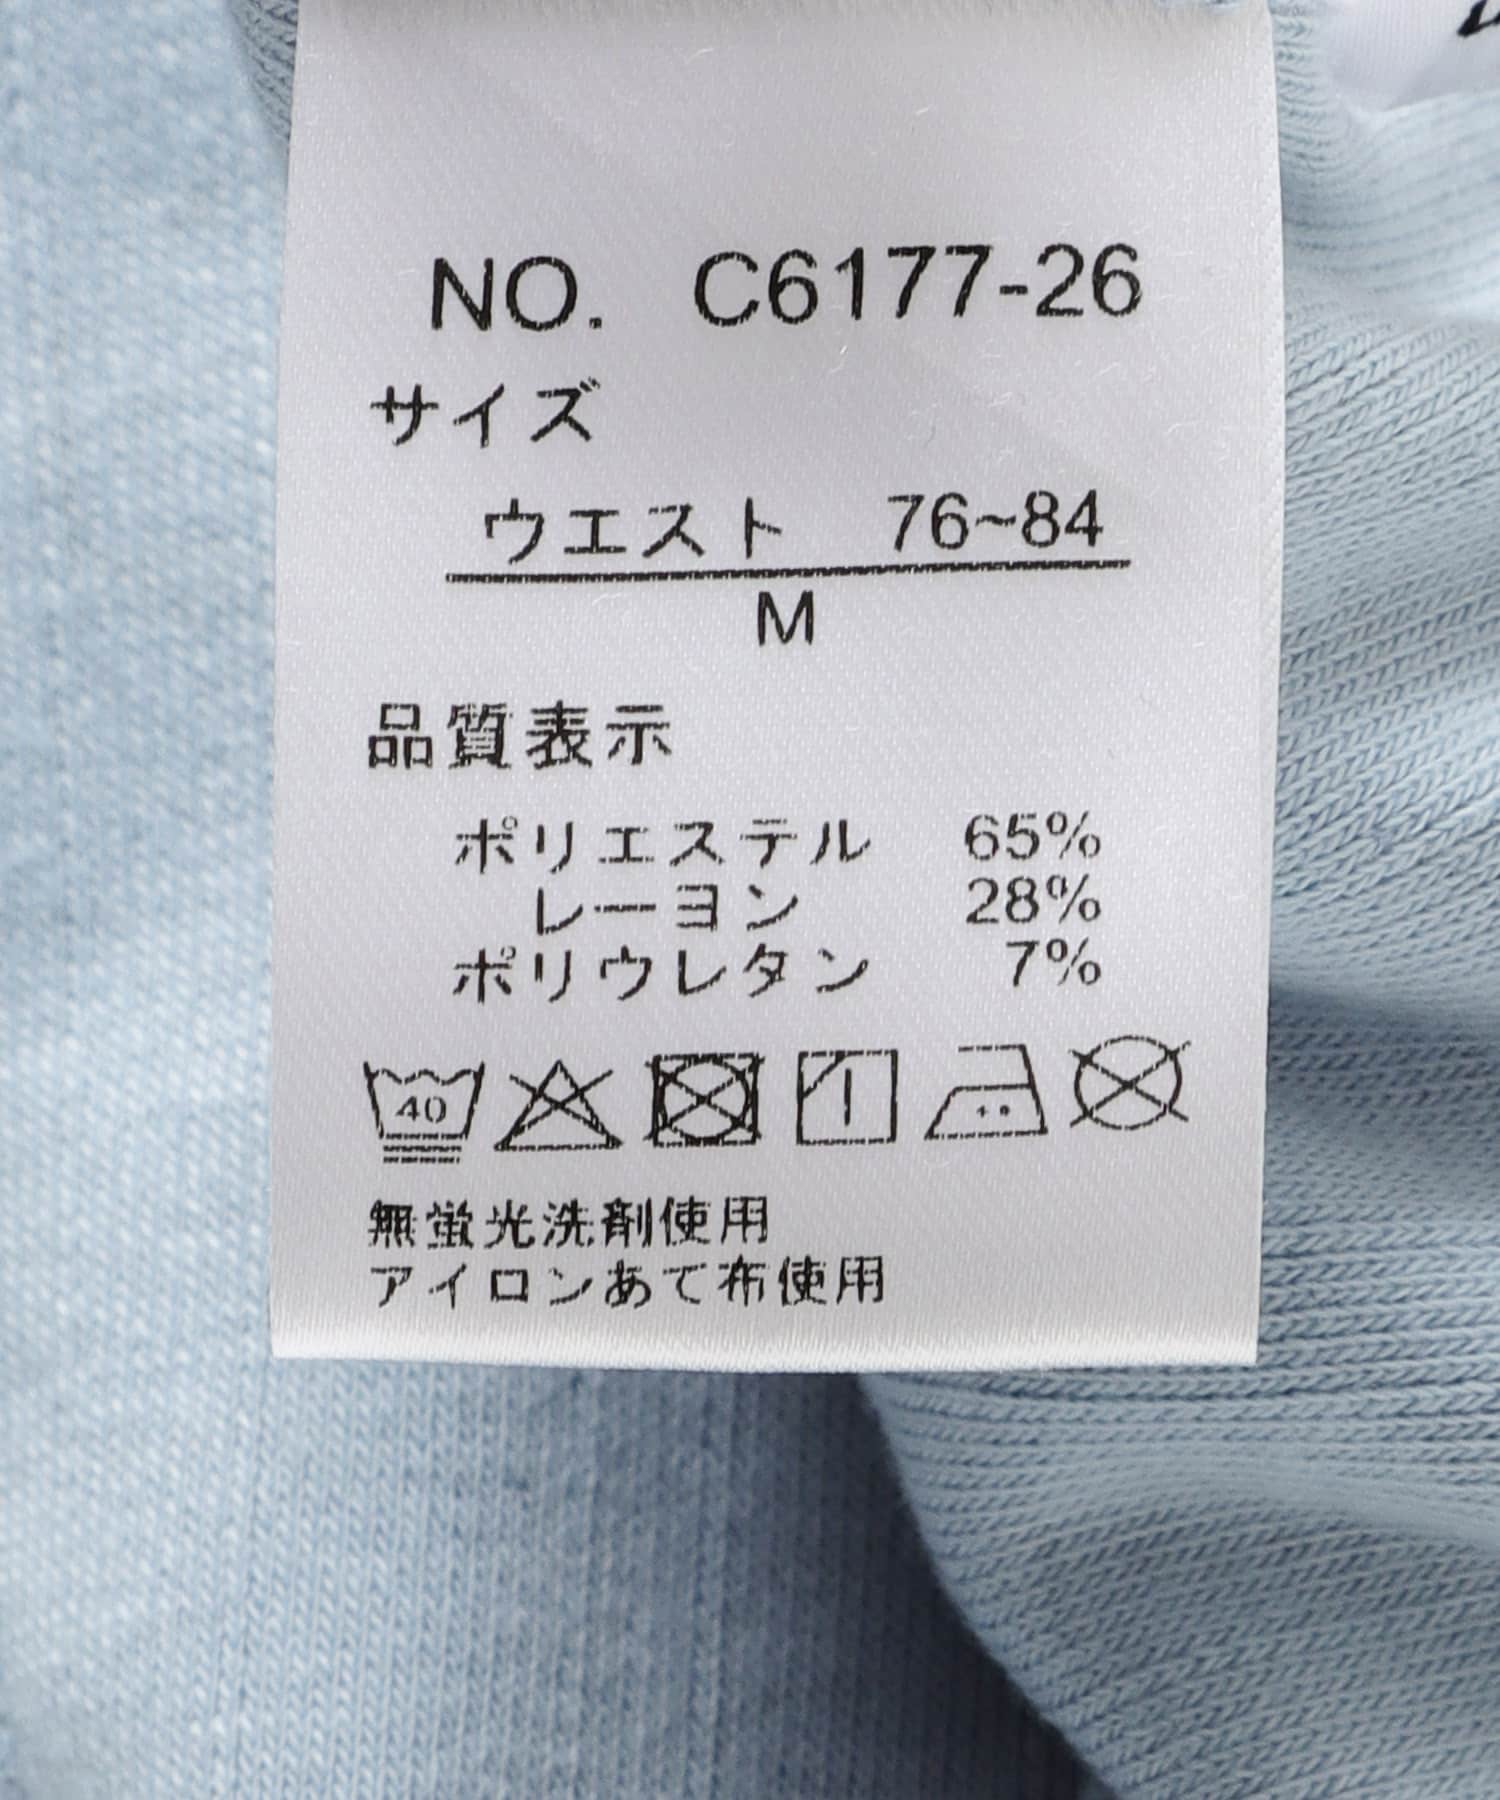 NO. C6177-26
サイズ
ウエスト 76~84
M
品質表示
ポリエステル 65%
レーヨン 28%
ポリウレタン 7%
40
無蛍光洗剤使用
アイロンあて布使用